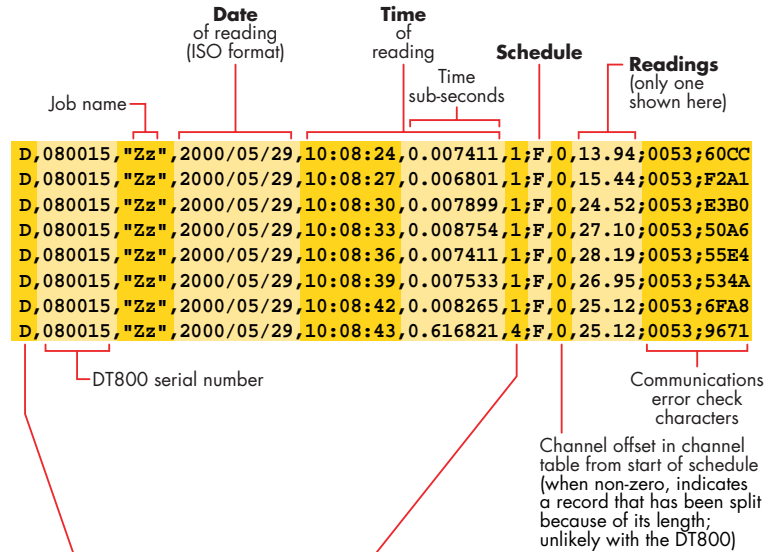 Date
of reading
(ISO format)
Time
of
reading
Time
sub-seconds
Schedule
Readings
(only one
shown here)
Job name
D,080015,"Zz",2000/05/29,10:08:24,0.007411,1;F,0,13.94;0053;60CC
D,080015,"Zz",2000/05/29,10:08:27,0.006801,1;F,0,15.44;0053;F2A1
D,080015,"Zz",2000/05/29,10:08:30,0.007899,1;F,0,24.52;0053;E3B0
D,080015,"Zz",2000/05/29,10:08:33,0.008754,1;F,0,27.10;0053;50A6
D,080015,"Zz",2000/05/29,10:08:36,0.007411,1;F,0,28.19;0053;55E4
D,080015,"Zz",2000/05/29,10:08:39,0.007533,1;F,0,26.95;0053;534A
D,080015,"Zz",2000/05/29,10:08:42,0.008265,1;F,0,25.12;0053;6FA8
D,080015,"Zz",2000/05/29,10:08:43,0.616821,4;F,0,25.12;0053;9671
DT800 serial number
Communications
error check
characters
Channel offset in channel
table from start of schedule
(when non-zero, indicates
a record that has been split
because of its length;
unlikely with the DT800)